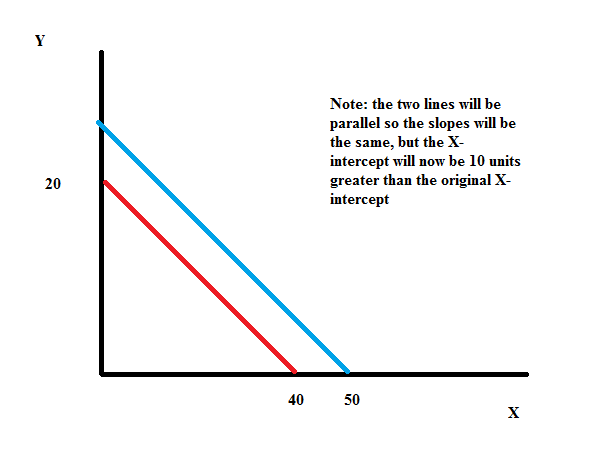 Y
Note: the two lines will be
parallel so the slopes will be
the same, but the X-
intercept will now be 10 units
greater than the original X-
intercept
20
40
50
X